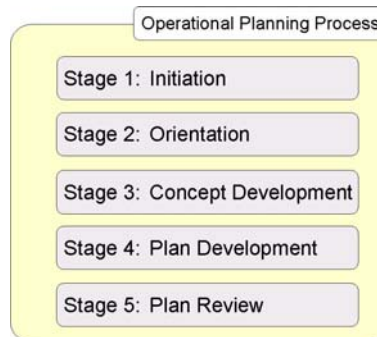 Operational Planning Process
Stage 1: Initiation
Stage 2: Orientation
Stage 3: Concept Development
Stage 4: Plan Development
Stage 5: Plan Review